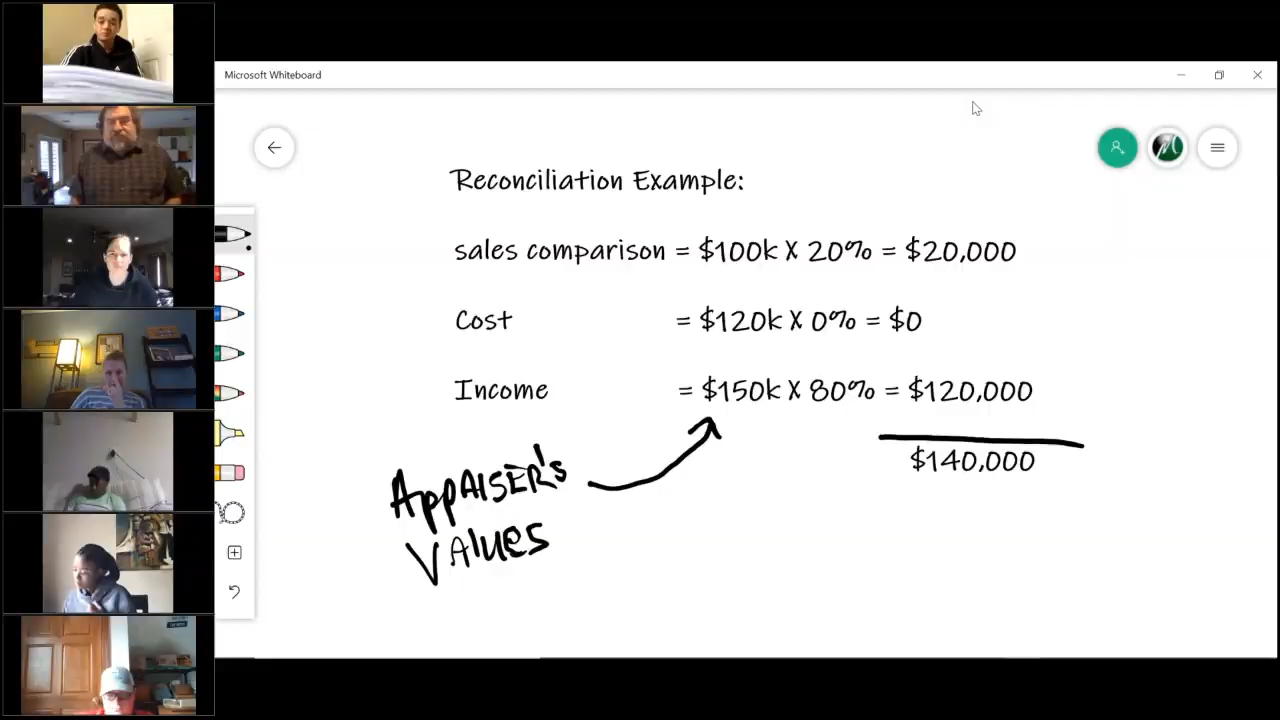 Microsoft Whiteboard
Reconciliation Example:
sales comparison = $100k X 20% = $20,000
Cost = $120k X 0% = $0
Income = $150k X 80% = $120,000
$140,000
APPAISER's
VALUES